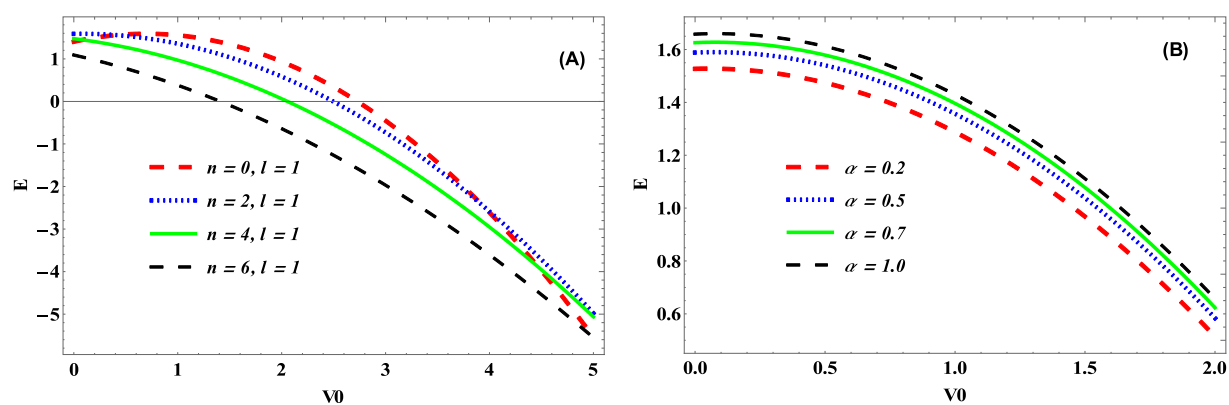 (A)
1
0
−1
−2
−3
−4
−5
E
n = 0, l = 1
n = 2, l = 1
n = 4, l = 1
n = 6, l = 1
0 1 2 3 4 5
V0
(B)
1.6
1.4
1.2
1.0
0.8
0.6
E
α = 0.2
α = 0.5
α = 0.7
α = 1.0
0.0 0.5 1.0 1.5 2.0
V0